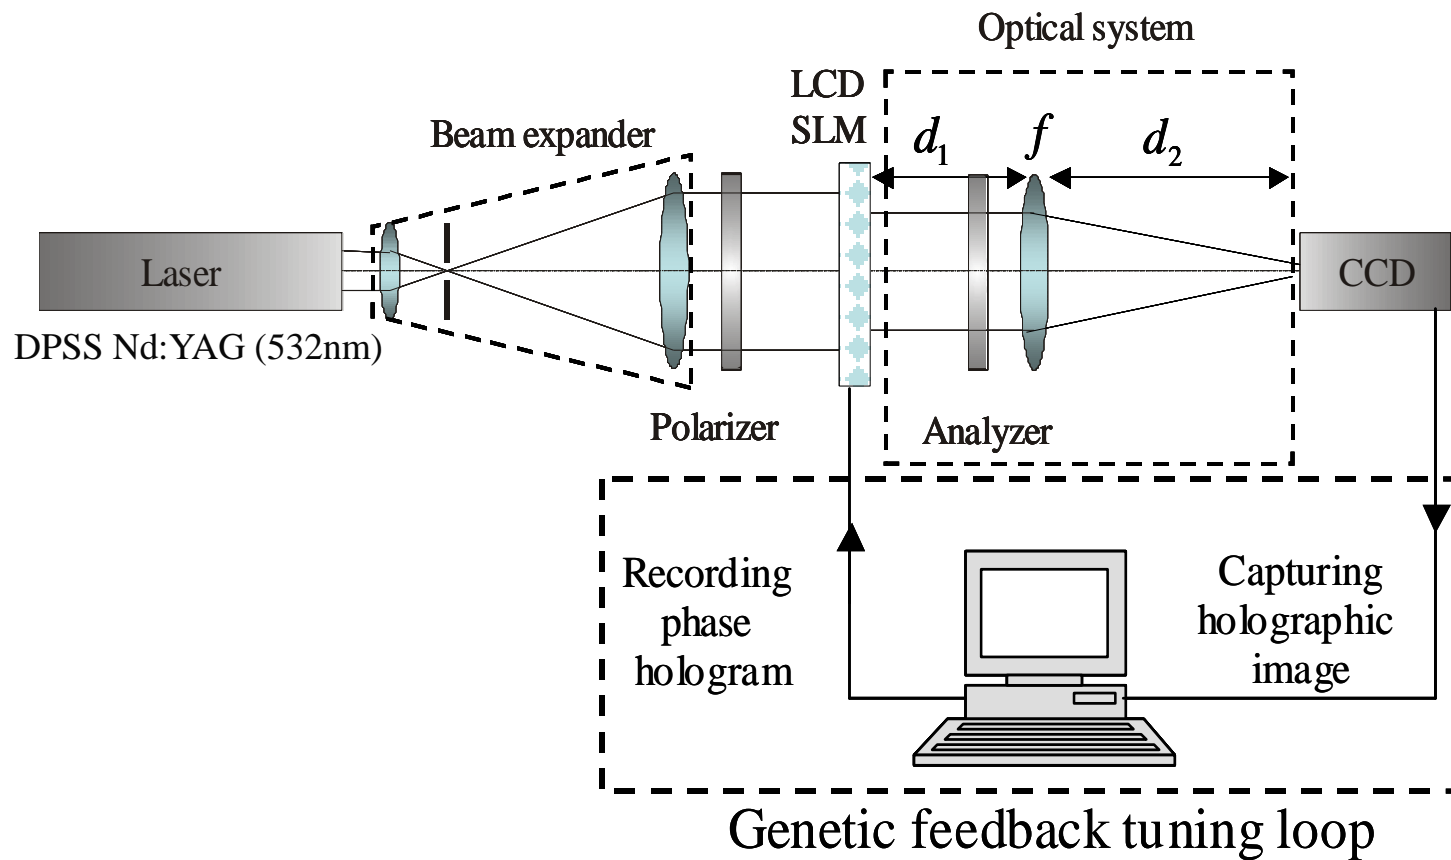 Optical system
LCD
SLM
Beam expander
d1
f
d2
Laser
CCD
DPSS Nd:YAG (532nm)
Polarizer
Analyzer
Recording
phase
hologram
Capturing
holographic
image
Genetic feedback tuning loop